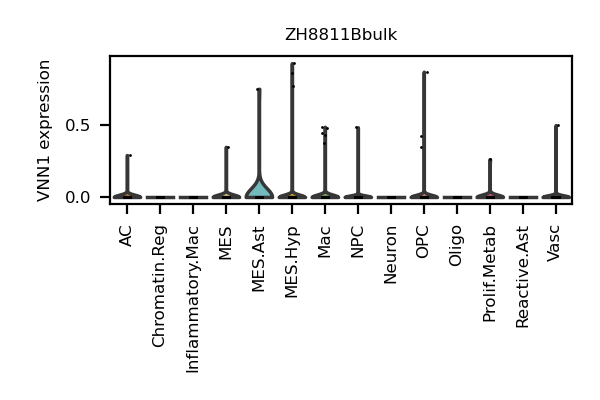 ZH8811Bbulk
VNN1 expression
0.5
0.0
AC
Chromatin.Reg
Inflammatory.Mac
MES
MES.Ast
MES.Hyp
Mac
NPC
Neuron
OPC
Oligo
Prolif.Metab
Reactive.Ast
Vasc